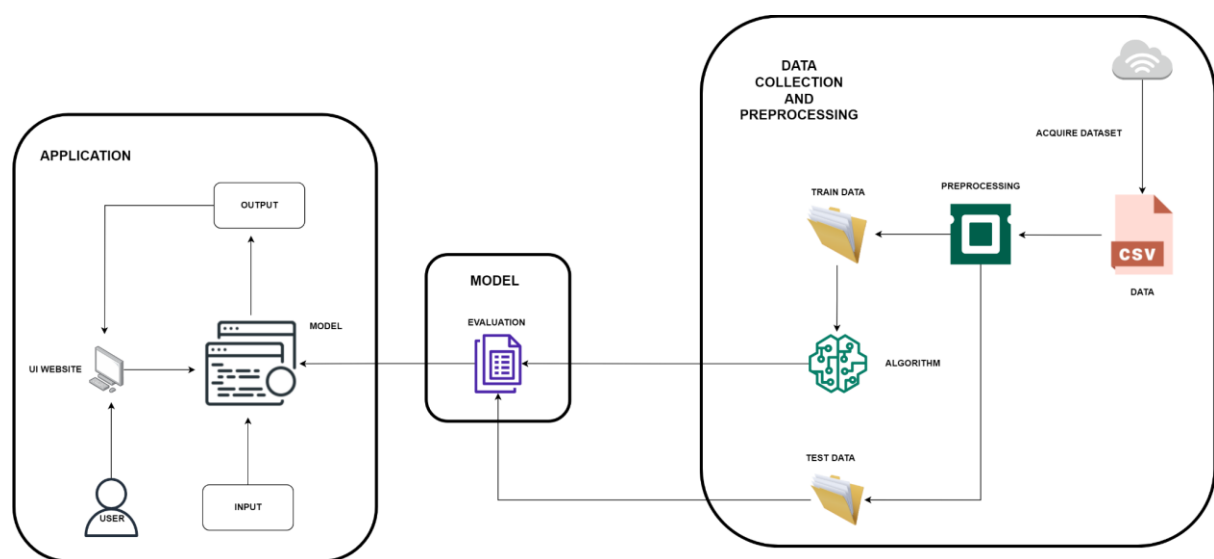 APPLICATION
OUTPUT
MODEL
UI WEBSITE
USER
INPUT
MODEL
EVALUATION
DATA
COLLECTION
AND
PREPROCESSING
ACQUIRE DATASET
TRAIN DATA
PREPROCESSING
CSV
DATA
ALGORITHM
TEST DATA